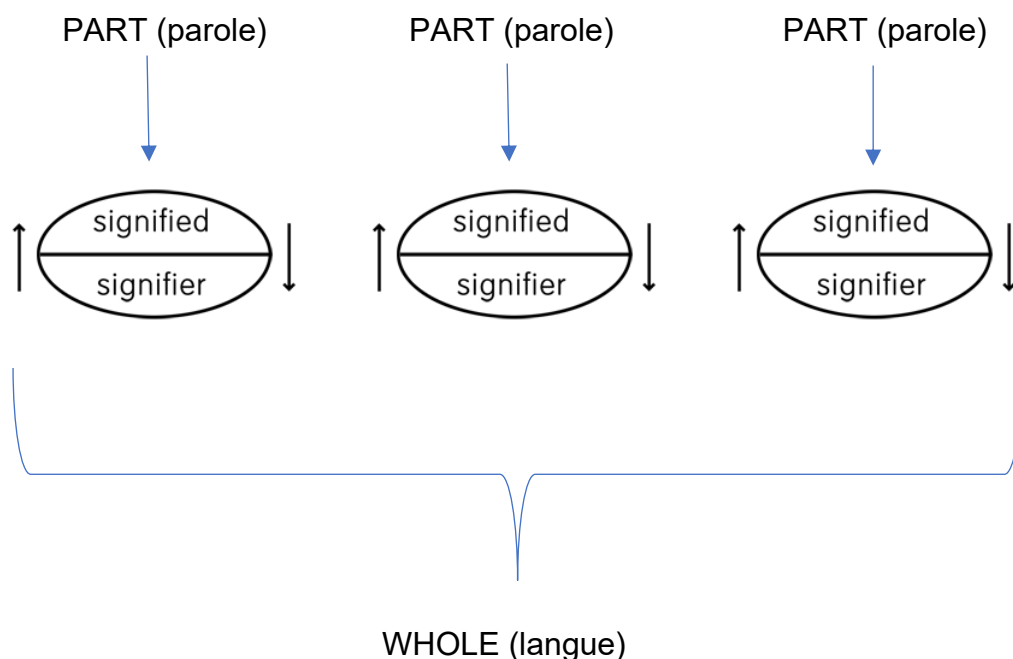 PART (parole) PART (parole) PART (parole)
signified signified signified
signifier signifier signifier
WHOLE (langue)